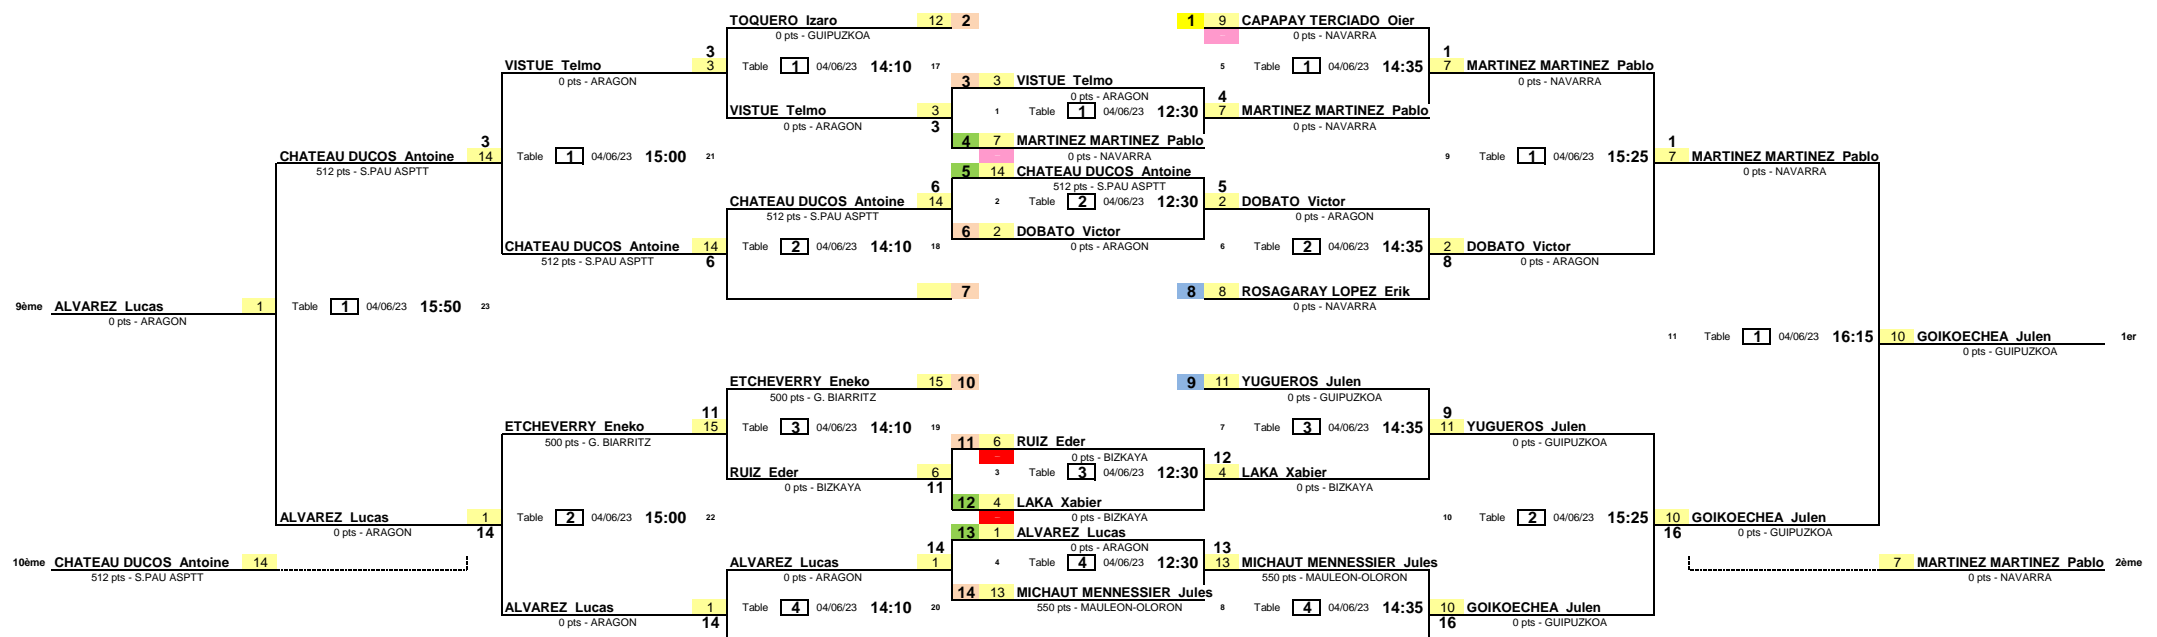 TOQUERO Izaro 12 2 1 9 CAPAPAY TERCIADO Oier
0 pts - GUIPUZKOA 0 pts - NAVARRA
3 1
VISTUE Telmo 3 Table 1 04/06/23 14:10 17 5 Table 1 04/06/23 14:35 7 MARTINEZ MARTINEZ Pablo
0 pts - ARAGON 3 3 VISTUE Telmo 0 pts - NAVARRA
0 pts - ARAGON 4
VISTUE Telmo 3 1 Table 1 04/06/23 12:30 7 MARTINEZ MARTINEZ Pablo
0 pts - ARAGON 3 0 pts - NAVARRA
3 4 7 MARTINEZ MARTINEZ Pablo 1
CHATEAU DUCOS Antoine 14 Table 1 04/06/23 15:00 21 0 pts - NAVARRA 9 Table 1 04/06/23 15:25 7 MARTINEZ MARTINEZ Pablo
512 pts - S.PAU ASPTT 5 14 CHATEAU DUCOS Antoine 0 pts - NAVARRA
6 512 pts - S.PAU ASPTT 5
CHATEAU DUCOS Antoine 14 2 Table 2 04/06/23 12:30 2 DOBATO Victor
512 pts - S.PAU ASPTT 0 pts - ARAGON
6 2 DOBATO Victor
CHATEAU DUCOS Antoine 14 Table 2 04/06/23 14:10 18 0 pts - ARAGON 6 Table 2 04/06/23 14:35 2 DOBATO Victor
512 pts - S.PAU ASPTT 6 8 0 pts - ARAGON
7 8 8 ROSAGARAY LOPEZ Erik
9ème ALVAREZ Lucas 1 Table 1 04/06/23 15:50 23 0 pts - NAVARRA
0 pts - ARAGON
11 Table 1 04/06/23 16:15 10 GOIKOECHEA Julen 1er
0 pts - GUIPUZKOA
ETCHEVERRY Eneko 15 10 9 11 YUGUEROS Julen
500 pts - G. BIARRITZ 0 pts - GUIPUZKOA
11 9
ETCHEVERRY Eneko 15 Table 3 04/06/23 14:10 19 7 Table 3 04/06/23 14:35 11 YUGUEROS Julen
500 pts - G. BIARRITZ 11 6 RUIZ Eder 0 pts - GUIPUZKOA
0 pts - BIZKAYA 12
RUIZ Eder 6 3 Table 3 04/06/23 12:30 4 LAKA Xabier
0 pts - BIZKAYA 11 0 pts - BIZKAYA
12 4 LAKA Xabier
ALVAREZ Lucas 1 Table 2 04/06/23 15:00 22 0 pts - BIZKAYA 10 Table 2 04/06/23 15:25 10 GOIKOECHEA Julen
0 pts - ARAGON 14 13 1 ALVAREZ Lucas 16 0 pts - GUIPUZKOA
14 0 pts - ARAGON 13
10ème CHATEAU DUCOS Antoine 14 ALVAREZ Lucas 1 4 Table 4 04/06/23 12:30 13 MICHAUT MENNESSIER Jules 7 MARTINEZ MARTINEZ Pablo 2ème
512 pts - S.PAU ASPTT 0 pts - ARAGON 550 pts - MAULEON-OLORON 0 pts - NAVARRA
14 13 MICHAUT MENNESSIER Jules
ALVAREZ Lucas 1 Table 4 04/06/23 14:10 20 550 pts - MAULEON-OLORON 8 Table 4 04/06/23 14:35 10 GOIKOECHEA Julen
0 pts - ARAGON 14 16 0 pts - GUIPUZKOA